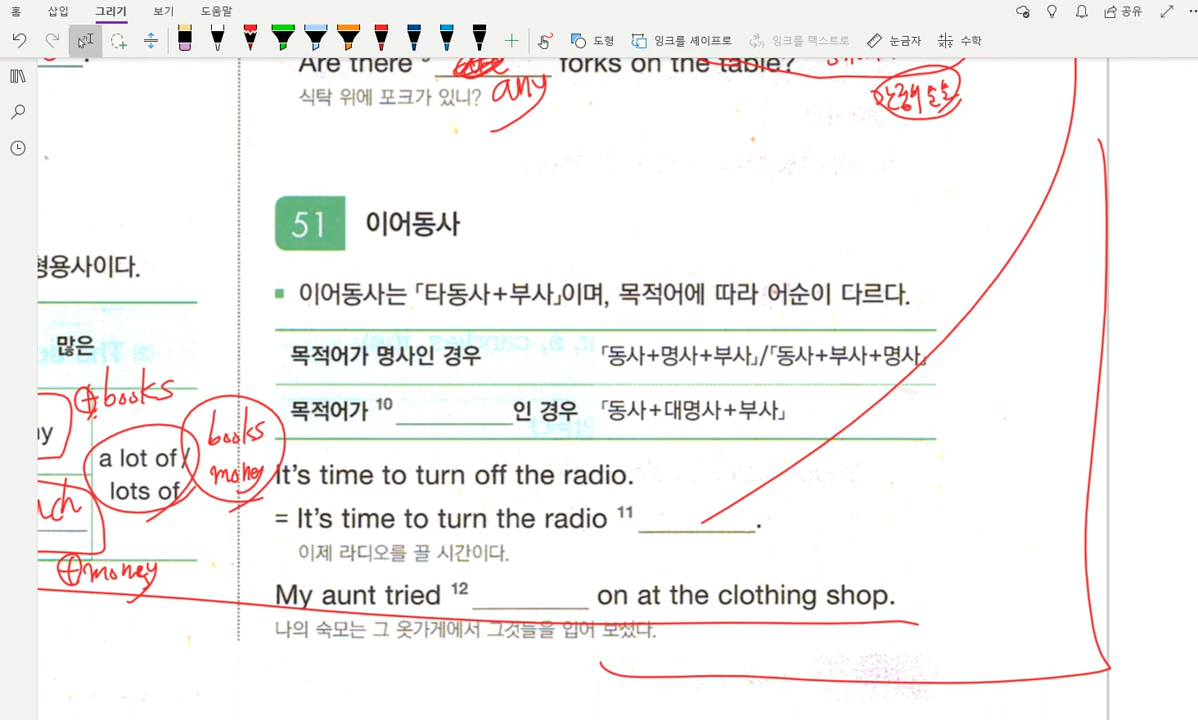 홈 삽입 그리기 보기 도움말 공유
도형 잉크를 셰이프로 잉크를 텍스트로 눈금자 수학
Are there 9 any forks on the table?
식탁 위에 포크가 있니?
51 이어동사
형용사이다.
이어동사는 「타동사+부사」이며, 목적어에 따라 어순이 다르다.
많은
목적어가 명사인 경우 「동사+명사+부사」/「동사+부사+명사」
+books
목적어가 10 ________ 인 경우 「동사+대명사+부사」
ny
a lot of/
lots of
books
money
ch
+money
It's time to turn off the radio.
= It's time to turn the radio 11 ________.
이제 라디오를 끌 시간이다.
My aunt tried 12 ________ on at the clothing shop.
나의 숙모는 그 옷가게에서 그것들을 입어 보셨다.